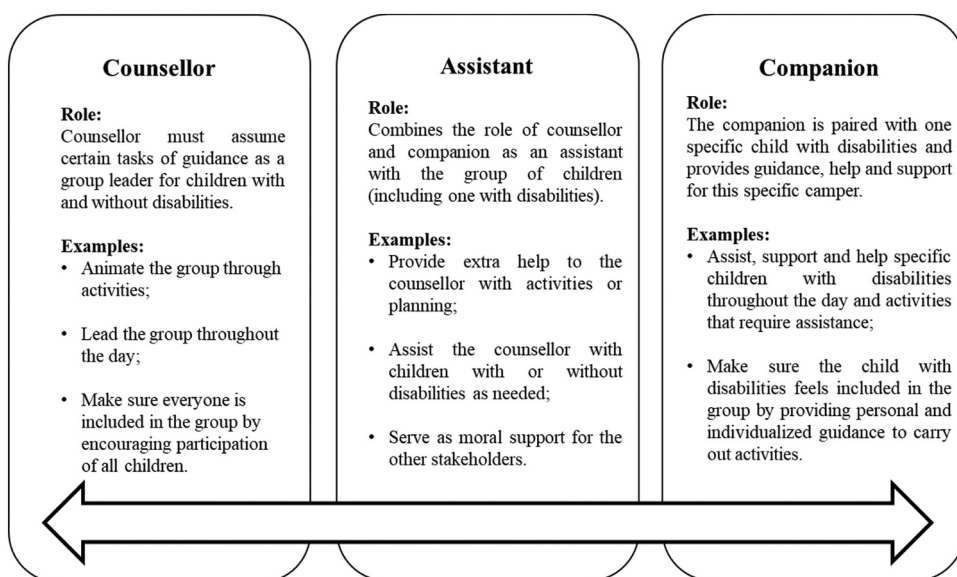 Counsellor
Role:
Counsellor must assume
certain tasks of guidance as a
group leader for children with
and without disabilities.
Examples:
• Animate the group through
activities;
• Lead the group throughout
the day;
• Make sure everyone is
included in the group by
encouraging participation
of all children.
Assistant
Role:
Combines the role of counsellor
and companion as an assistant
with the group of children
(including one with disabilities).
Examples:
• Provide extra help to the
counsellor with activities or
planning;
• Assist the counsellor with
children with or without
disabilities as needed;
• Serve as moral support for the
other stakeholders.
Companion
Role:
The companion is paired with one
specific child with disabilities and
provides guidance, help and support
for this specific camper.
Examples:
• Assist, support and help specific
children with disabilities
throughout the day and activities
that require assistance;
• Make sure the child with
disabilities feels included in the
group by providing personal and
individualized guidance to carry
out activities.